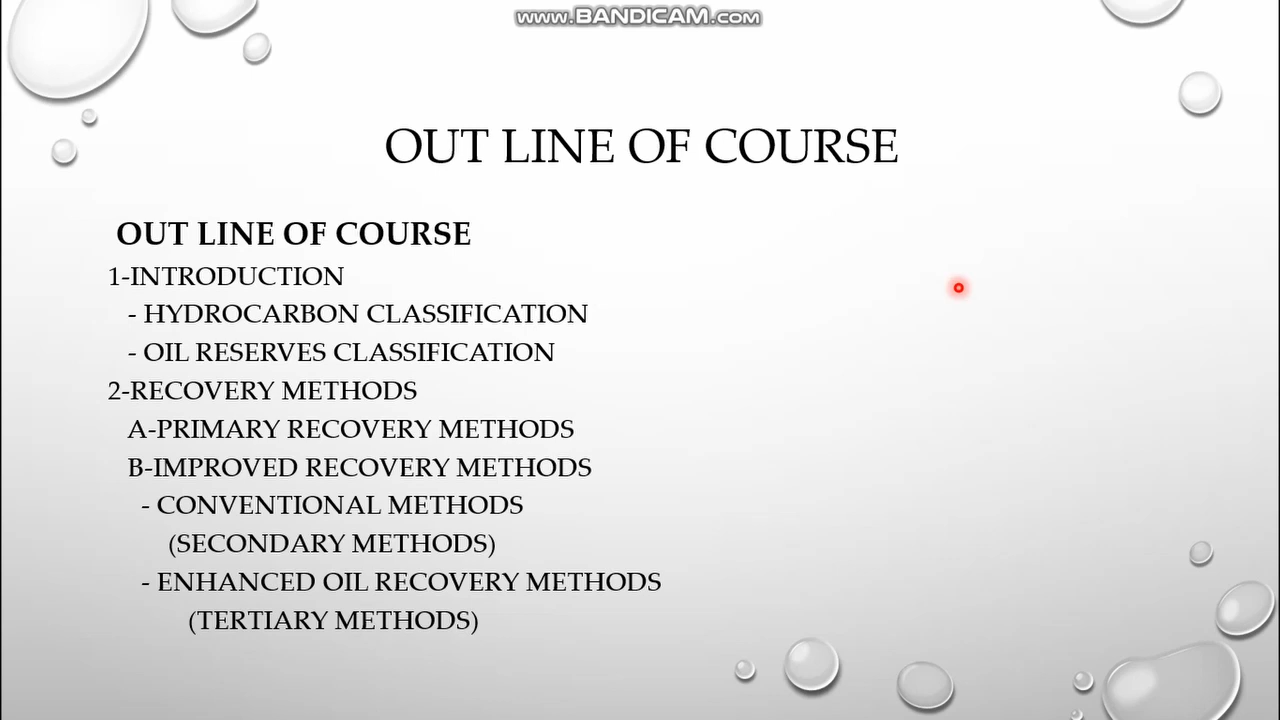 www.BANDICAM.com
OUT LINE OF COURSE
OUT LINE OF COURSE
1-INTRODUCTION
- HYDROCARBON CLASSIFICATION
- OIL RESERVES CLASSIFICATION
2-RECOVERY METHODS
A-PRIMARY RECOVERY METHODS
B-IMPROVED RECOVERY METHODS
- CONVENTIONAL METHODS
(SECONDARY METHODS)
- ENHANCED OIL RECOVERY METHODS
(TERTIARY METHODS)